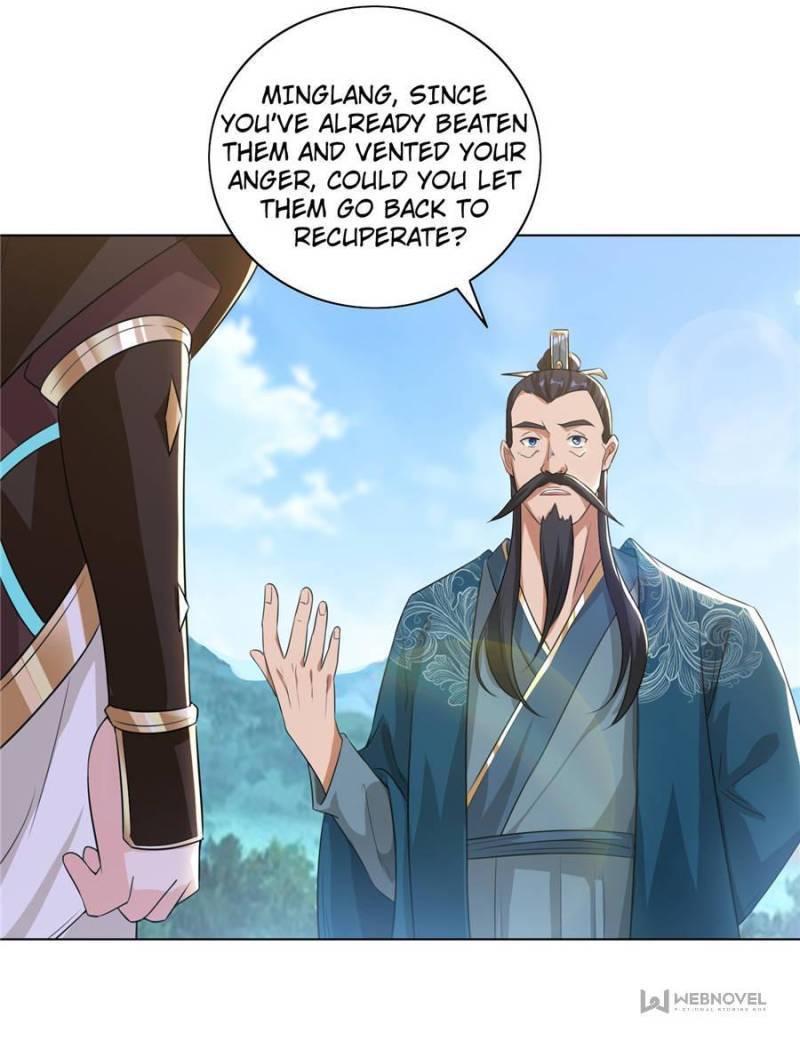 MINGLANG, SINCE
YOU'VE ALREADY BEATEN
THEM AND VENTED YOUR
ANGER, COULD YOU LET
THEM GO BACK TO
RECUPERATE?
WEBNOVEL